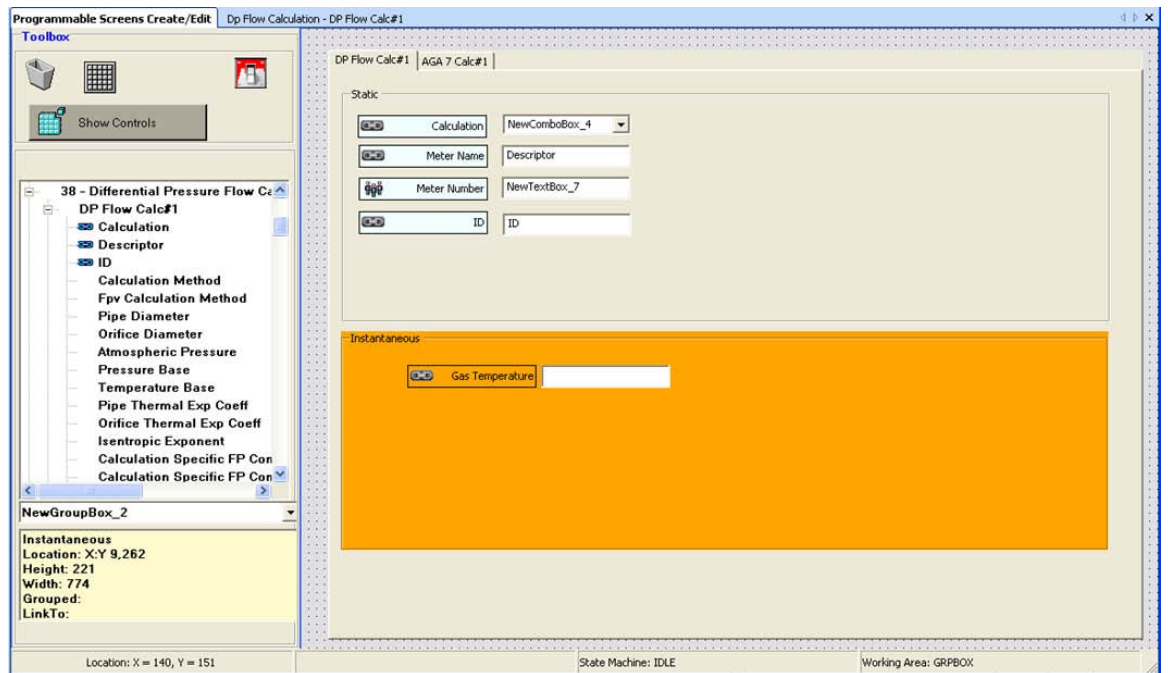 Programmable Screens Create/Edit
Dp Flow Calculation - DP Flow Calc#1
Toolbox
Show Controls
38 - Differential Pressure Flow Ca
DP Flow Calc#1
Calculation
Descriptor
ID
Calculation Method
Fpv Calculation Method
Pipe Diameter
Orifice Diameter
Atmospheric Pressure
Pressure Base
Temperature Base
Pipe Thermal Exp Coeff
Orifice Thermal Exp Coeff
Isentropic Exponent
Calculation Specific FP Con
Calculation Specific FP Con
NewGroupBox_2
Instantaneous
Location: X:Y 9,262
Height: 221
Width: 774
Grouped:
LinkTo:
DP Flow Calc#1 AGA 7 Calc#1
Static
Calculation NewComboBox_4
Meter Name Descriptor
Meter Number NewTextBox_7
ID ID
Instantaneous
Gas Temperature
Location: X = 140, Y = 151
State Machine: IDLE
Working Area: GRPBOX